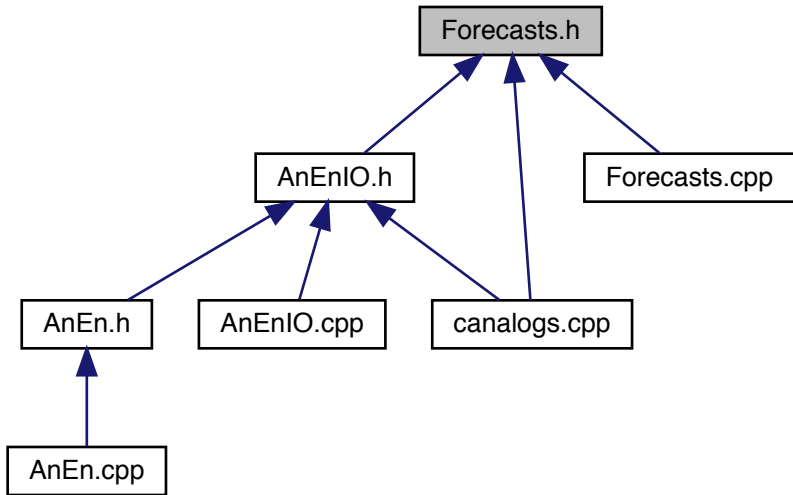 Forecasts.h
AnEnIO.h
Forecasts.cpp
AnEn.h
AnEnIO.cpp
canalogs.cpp
AnEn.cpp